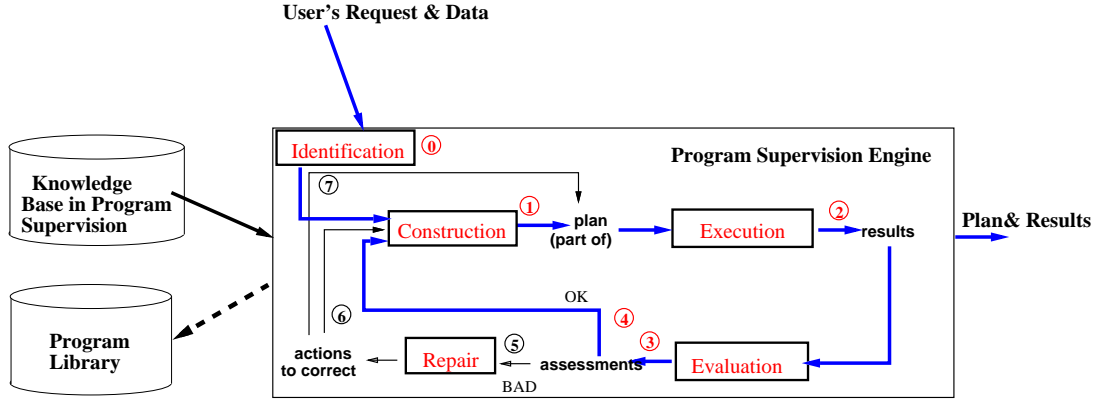 User's Request & Data
Identification
0
Program Supervision Engine
Knowledge
Base in Program
Supervision
7
1
2
Construction
plan
(part of)
Execution
results
Plan& Results
OK
6
4
3
Program
Library
actions
to correct
Repair
5
assessments
Evaluation
BAD